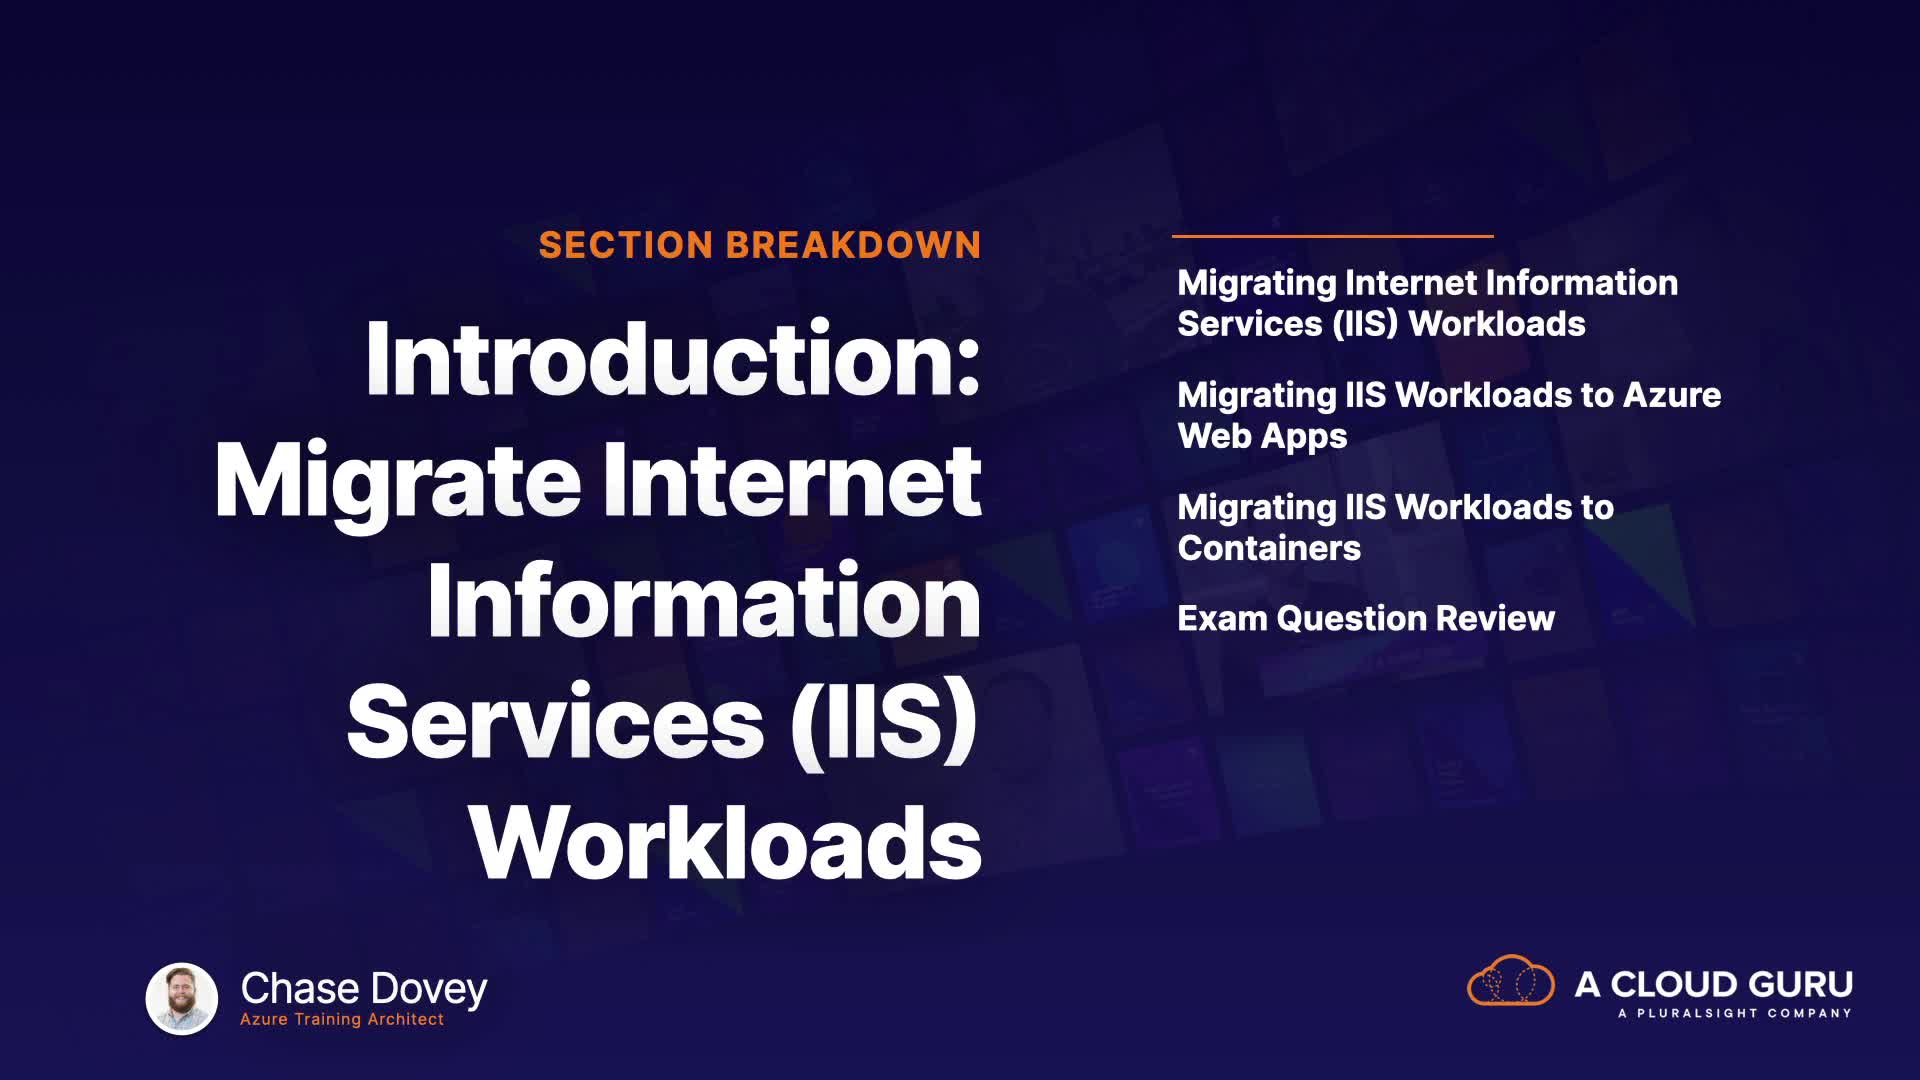 SECTION BREAKDOWN
Introduction:
Migrate Internet
Information
Services (IIS)
Workloads
Migrating Internet Information
Services (IIS) Workloads
Migrating IIS Workloads to Azure
Web Apps
Migrating IIS Workloads to
Containers
Exam Question Review
Chase Dovey
Azure Training Architect
A CLOUD GURU
A PLURALSIGHT COMPANY